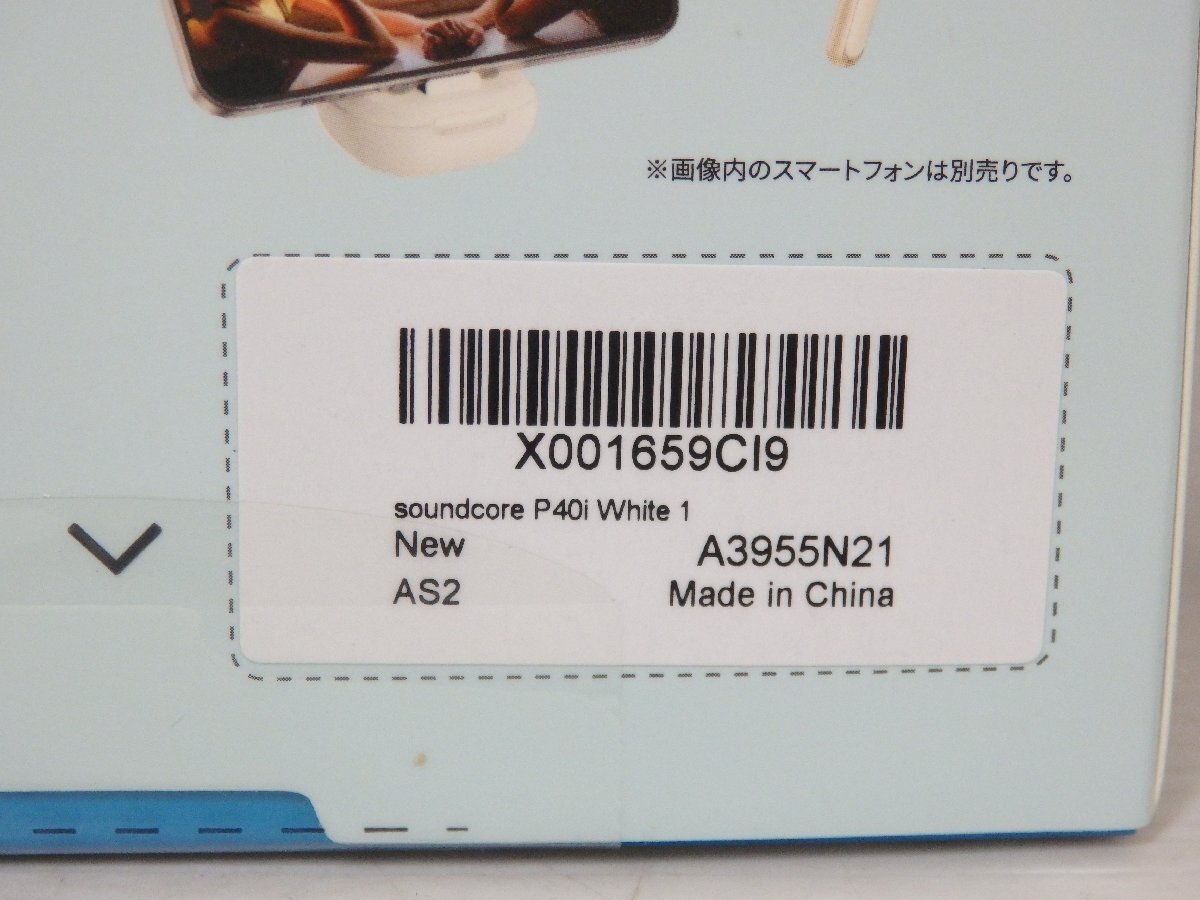 ※画像内のスマートフォンは別売りです。
X001659CI9
soundcore P40i White 1
New
A3955N21
AS2
Made in China